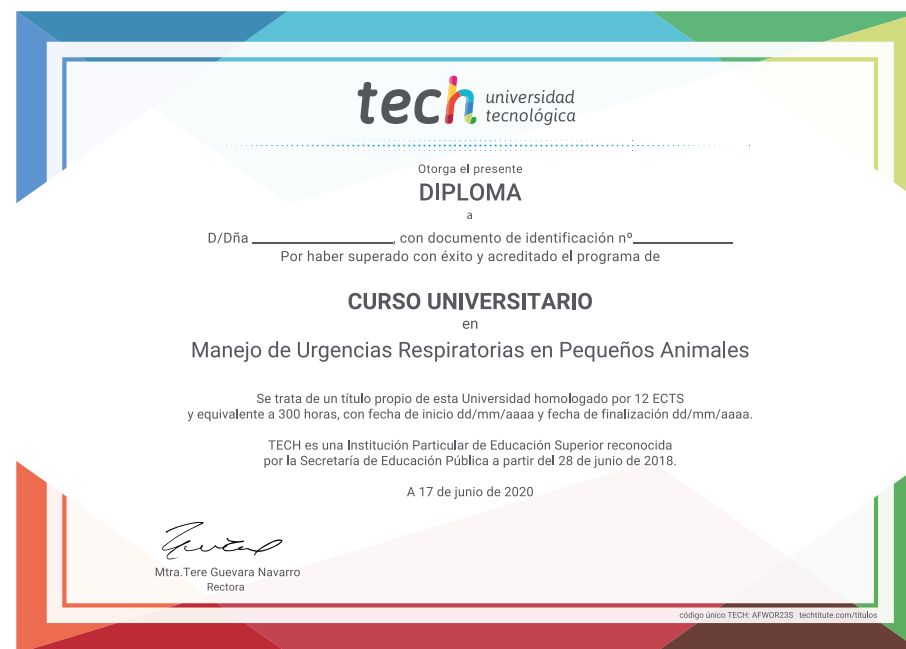 tech universidad
tecnológica
Otorga el presente
DIPLOMA
a
D/Dña ____________________, con documento de identificación nº______________
Por haber superado con éxito y acreditado el programa de
CURSO UNIVERSITARIO
en
Manejo de Urgencias Respiratorias en Pequeños Animales
Se trata de un título propio de esta Universidad homologado por 12 ECTS
y equivalente a 300 horas, con fecha de inicio dd/mm/aaaa y fecha de finalización dd/mm/aaaa.
TECH es una Institución Particular de Educación Superior reconocida
por la Secretaría de Educación Pública a partir del 28 de junio de 2018.
A 17 de junio de 2020
Mtra.Tere Guevara Navarro
Rectora
código único TECH: AFWOR23S techtitute.com/titulos